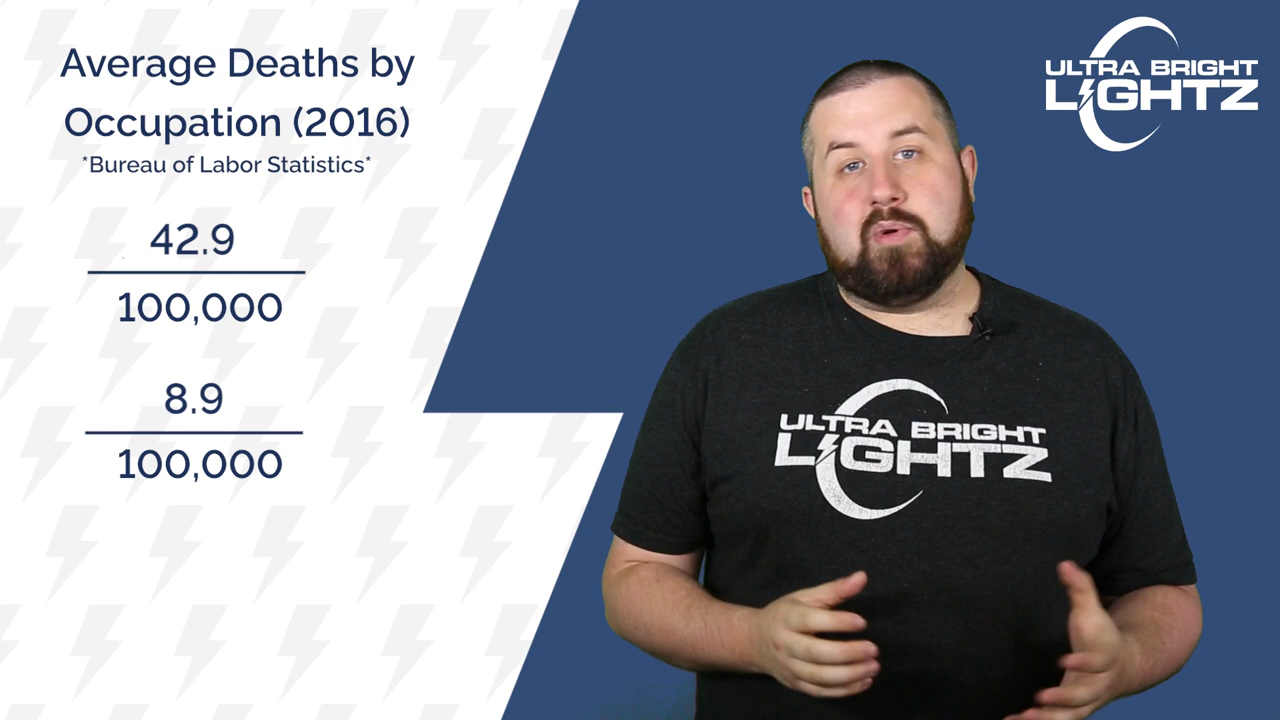 Average Deaths by
Occupation (2016)
*Bureau of Labor Statistics*
42.9
100,000
8.9
100,000
ULTRA BRIGHT
LIGHTZ
ULTRA BRIGHT
LIGHTZ